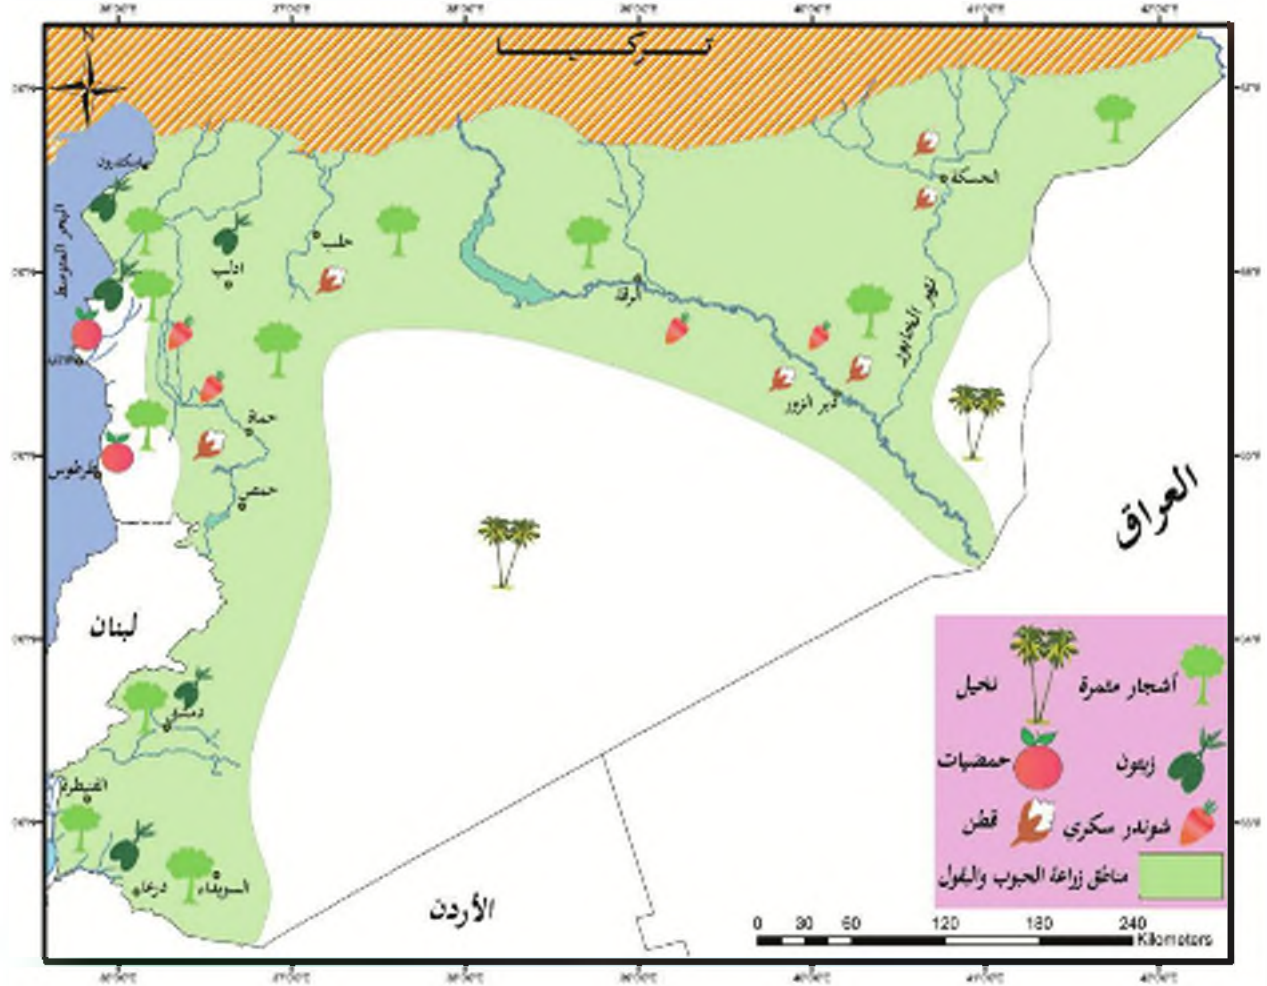 تركيا
N
اسكندرون
البحر المتوسط
ادلب
حلب
الرقة
الحسكة
نهر الخابور
دير الزور
حماة
حمص
طرطوس
العراق
لبنان
دمشق
القنيطرة
درعا
السويداء
الأردن
أشجار مثمرة
نخيل
زيتون
حمضيات
شوندر سكري
قطن
مناطق زراعة الحبوب والبقول
0 30 60 120 180 240
Kilometers